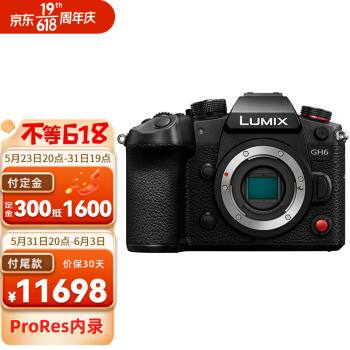 京东 19th 618 周年庆
LUMIX
GH6
不等618
5月23日20点-31日19点
付定金
定金300抵1600
5月31日20点-6月3日
付尾款 价保30天
¥11698
ProRes内录